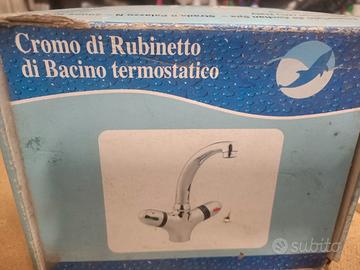 Cromo di Rubinetto
di Bacino termostatico
subito